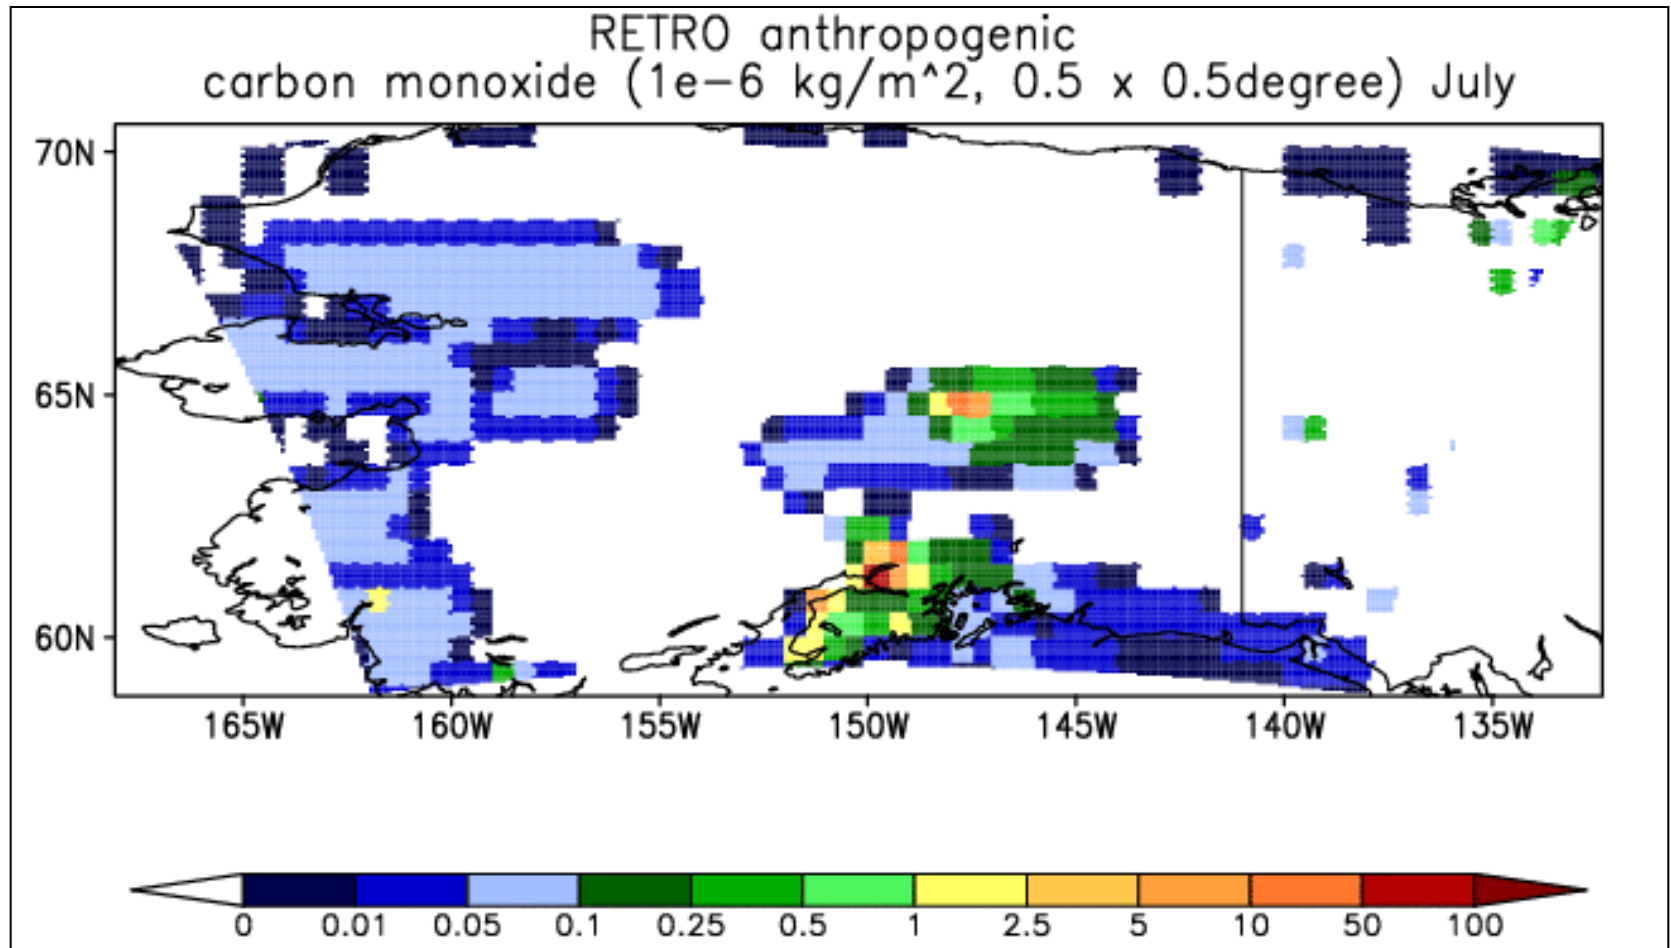 RETRO anthropogenic
carbon monoxide (1e-6 kg/m^2, 0.5 x 0.5degree) July
70N
65N
60N
165W 160W 155W 150W 145W 140W 135W
0 0.01 0.05 0.1 0.25 0.5 1 2.5 5 10 50 100